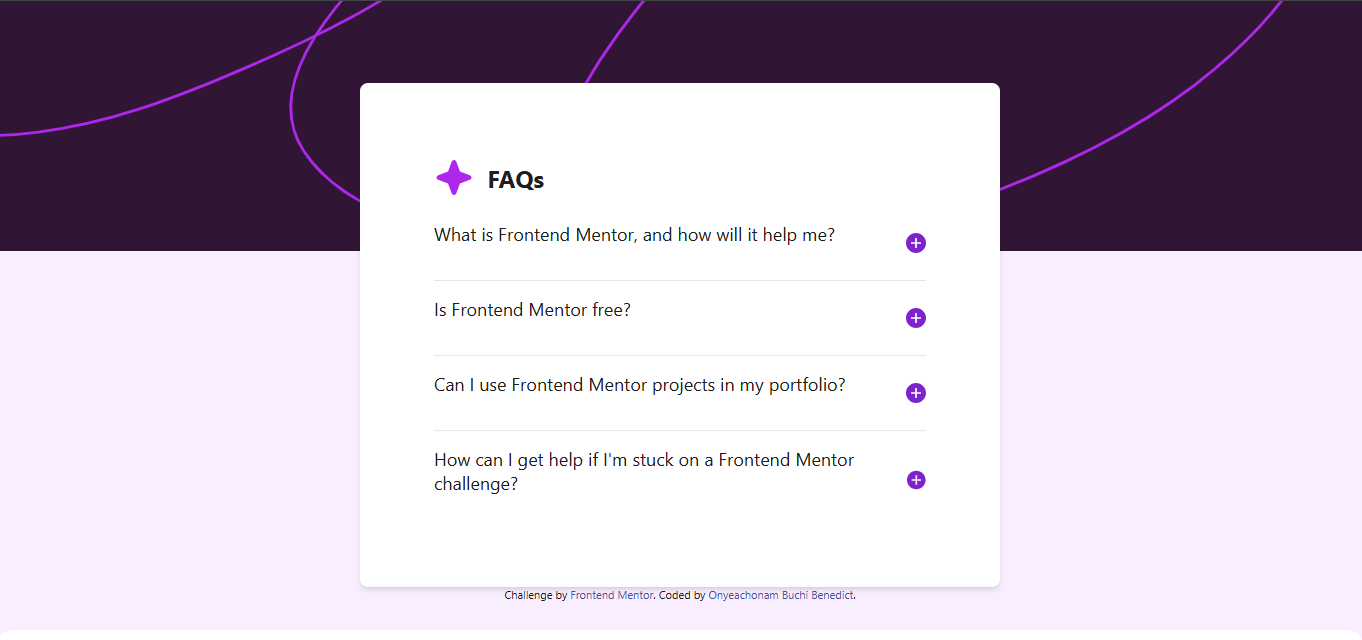 FAQs
What is Frontend Mentor, and how will it help me?
Is Frontend Mentor free?
Can I use Frontend Mentor projects in my portfolio?
How can I get help if I'm stuck on a Frontend Mentor
challenge?
Challenge by Frontend Mentor. Coded by Onyeachonam Buchi Benedict.